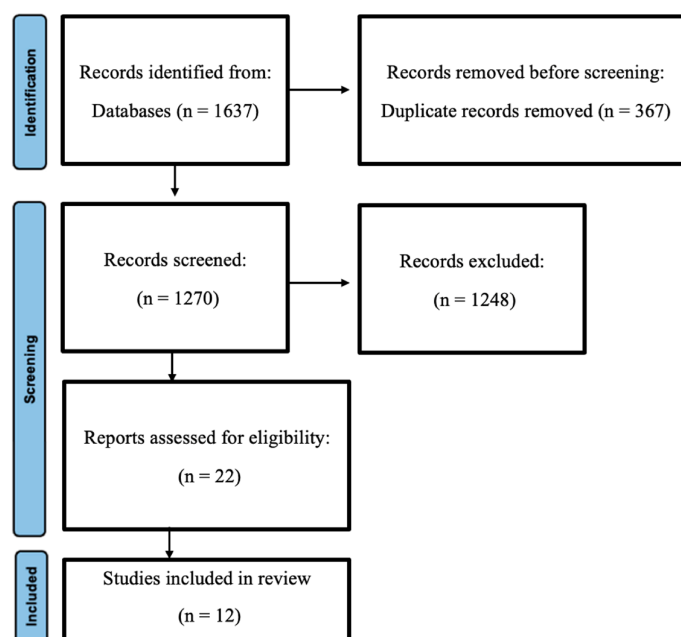 Identification
Records identified from:
Databases (n = 1637)
Records removed before screening:
Duplicate records removed (n = 367)
Screening
Records screened:
(n = 1270)
Records excluded:
(n = 1248)
Reports assessed for eligibility:
(n = 22)
Included
Studies included in review
(n = 12)